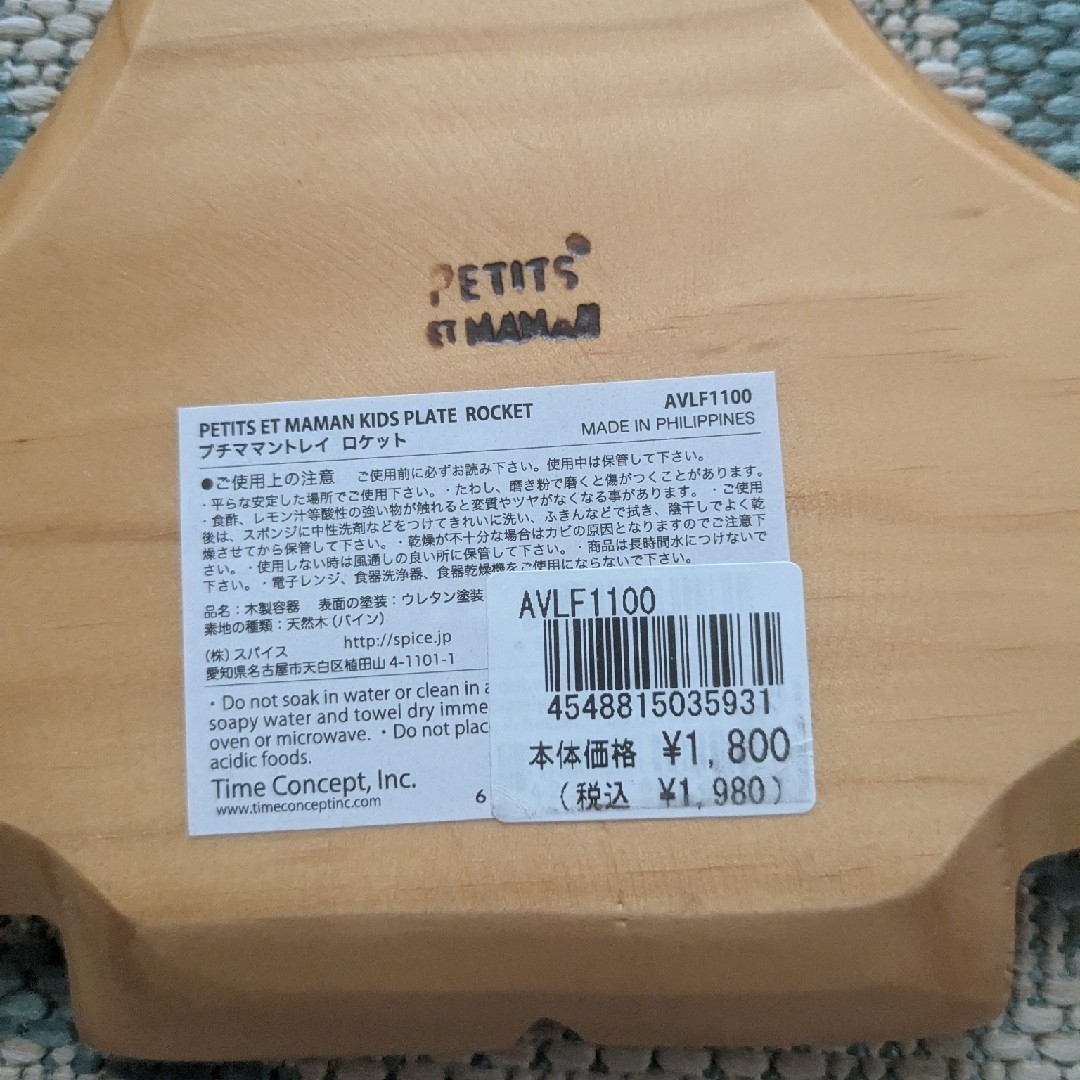 PETITS
ET MAMAN
PETITS ET MAMAN KIDS PLATE ROCKET
AVLF1100
プチママントレイ ロケット
MADE IN PHILIPPINES
●ご使用上の注意 ご使用前に必ずお読み下さい。使用中は保管して下さい。
・平らな安定した場所でご使用下さい。・たわし、磨き粉で磨くと傷がつくことがあります。
・食酢、レモン汁等酸性の強い物が触れると変質やツヤがなくなる事があります。・ご使用
後は、スポンジに中性洗剤などをつけてきれいに洗い、ふきんなどで拭き、陰干しでよく乾
燥させてから保管して下さい。・乾燥が不十分な場合はカビの原因となりますのでご注意下
さい。・使用しない時は風通しの良い所に保管して下さい。・商品は長時間水につけないで
下さい。・電子レンジ、食器洗浄器、食器乾燥機をご使用にならないで下さい。
品名:木製容器 表面の塗装:ウレタン塗装
素地の種類:天然木(パイン)
(株)スパイス http://spice.jp
愛知県名古屋市天白区植田山 4-1101-1
・Do not soak in water or clean in a
soapy water and towel dry imme
oven or microwave. ・Do not plac
acidic foods.
Time Concept, Inc.
www.timeconceptinc.com
6
AVLF1100
4548815035931
本体価格 ¥1,800
(税込 ¥1,980)